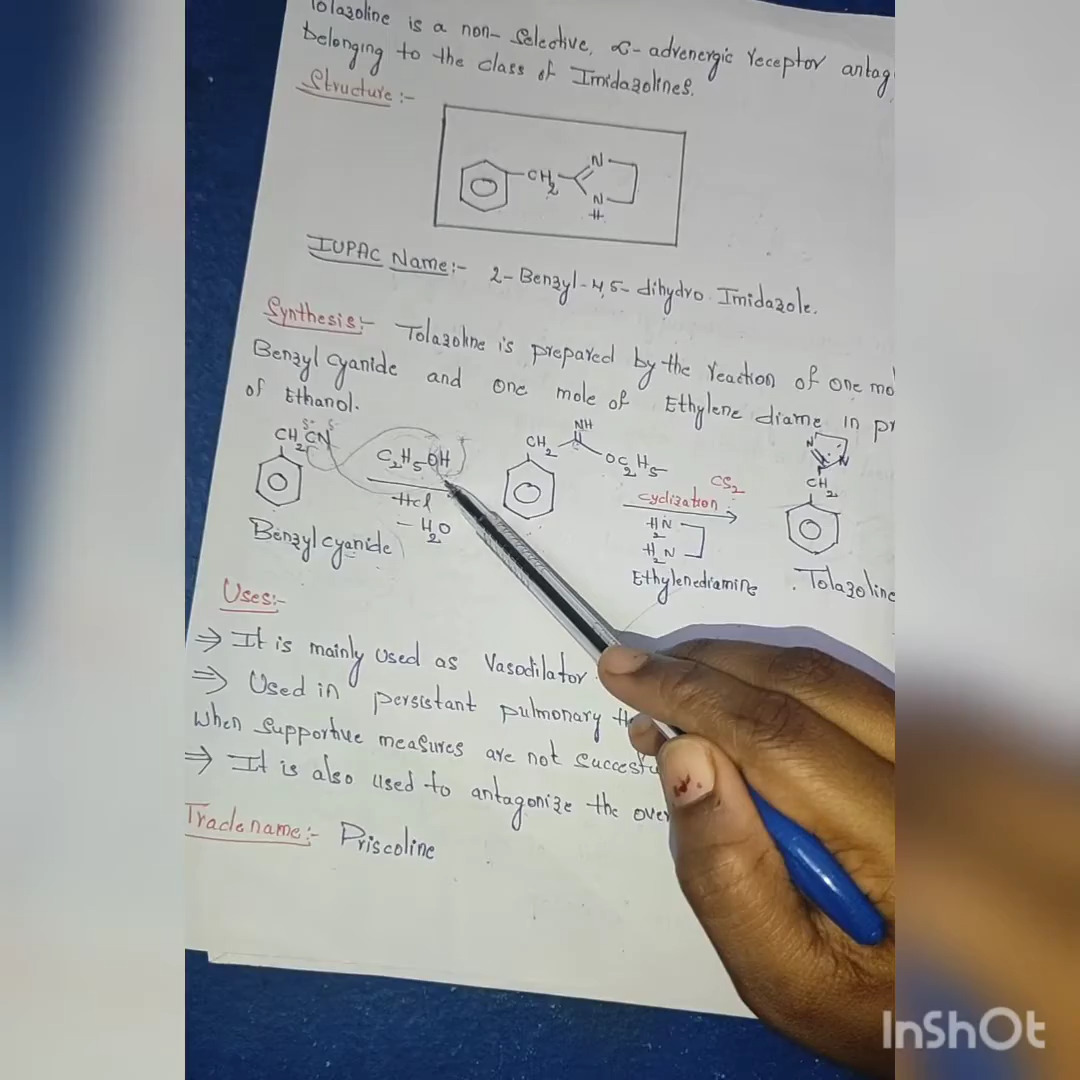 Tolazoline is a non- Selective, α- adrenergic receptor antag
belonging to the class of Imidazolines.
Structure:-
CH2 N
N
H
IUPAC Name:- 2-Benzyl-4,5-dihydro Imidazole.
Synthesis:- Tolazoline is prepared by the reaction of one mo
Benzyl cyanide and one mole of Ethylene diame in pr
of Ethanol.
CH2CN C2H5OH HCl -H2O
Benzyl cyanide
CH2 NH OC2H5
CS2
cyclization
H2N
H2N
Ethylenediamine
N N
CH2
Tolazoline
Uses:-
⇒ It is mainly used as Vasodilator
⇒ Used in persistant pulmonary
When supportive measures are not succesfu
⇒ It is also used to antagonize the over
Trade name:- Priscoline
InShOt